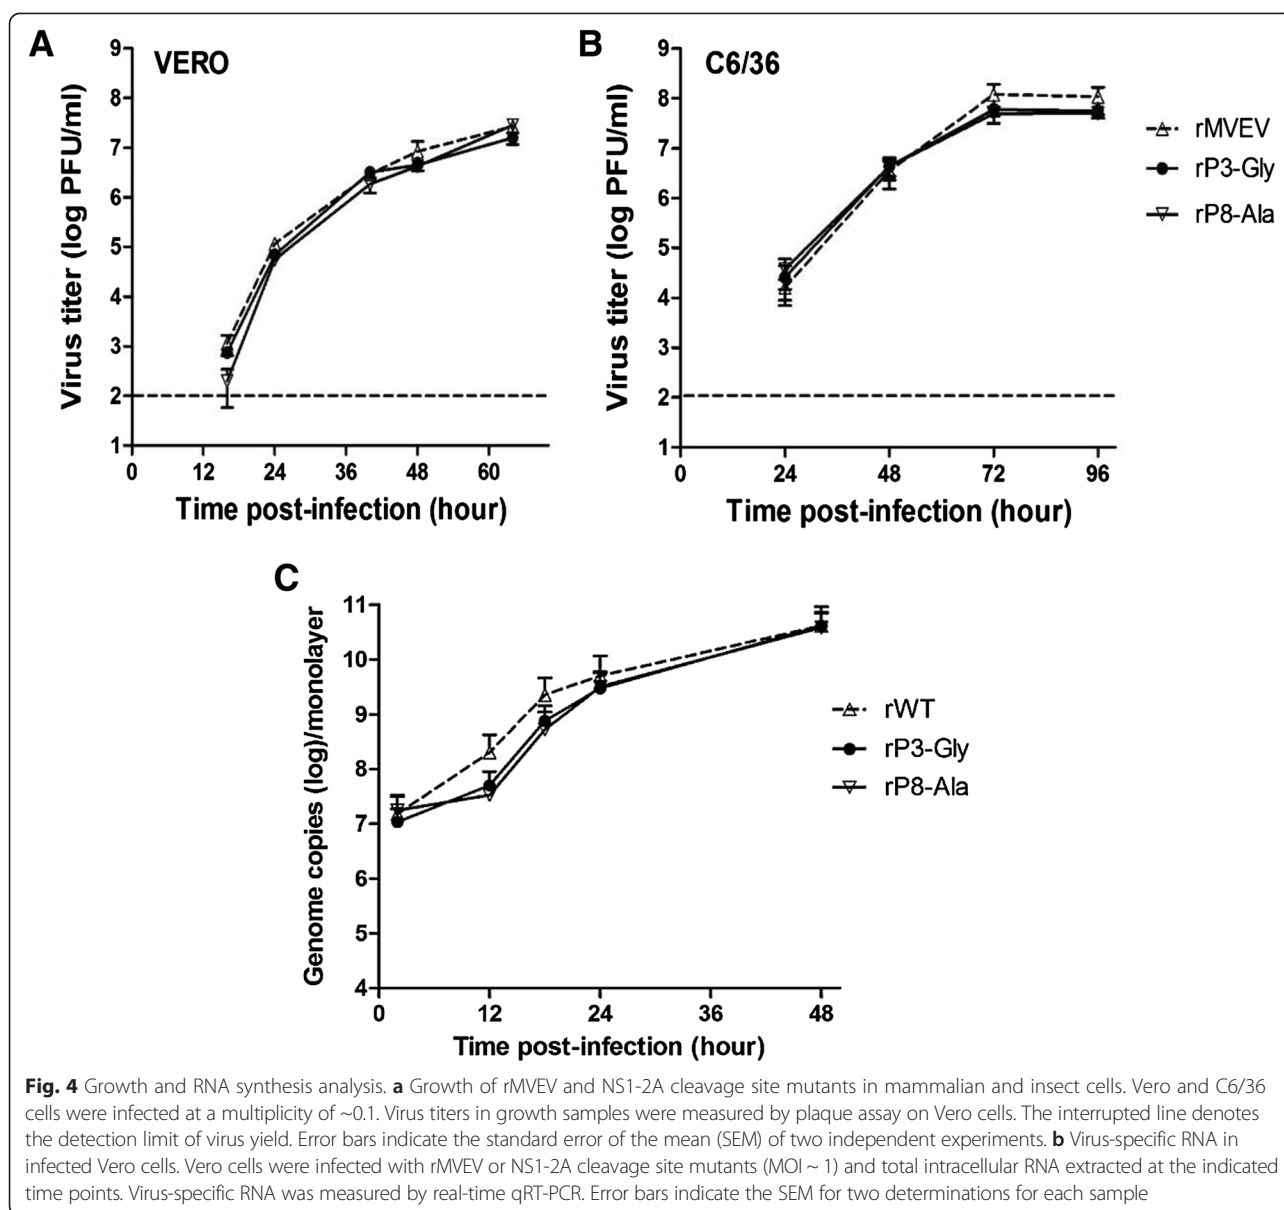 A
VERO
Virus titer (log PFU/ml)
9
8
7
6
5
4
3
2
1
0 12 24 36 48 60
Time post-infection (hour)
B
C6/36
Virus titer (log PFU/ml)
9
8
7
6
5
4
3
2
1
0 24 48 72 96
Time post-infection (hour)
rMVEV
rP3-Gly
rP8-Ala
C
Genome copies (log)/monolayer
11
10
9
8
7
6
5
4
0 12 24 36 48
Time post-infection (hour)
rWT
rP3-Gly
rP8-Ala
Fig. 4 Growth and RNA synthesis analysis. a Growth of rMVEV and NS1-2A cleavage site mutants in mammalian and insect cells. Vero and C6/36
cells were infected at a multiplicity of ~0.1. Virus titers in growth samples were measured by plaque assay on Vero cells. The interrupted line denotes
the detection limit of virus yield. Error bars indicate the standard error of the mean (SEM) of two independent experiments. b Virus-specific RNA in
infected Vero cells. Vero cells were infected with rMVEV or NS1-2A cleavage site mutants (MOI ~ 1) and total intracellular RNA extracted at the indicated
time points. Virus-specific RNA was measured by real-time qRT-PCR. Error bars indicate the SEM for two determinations for each sample